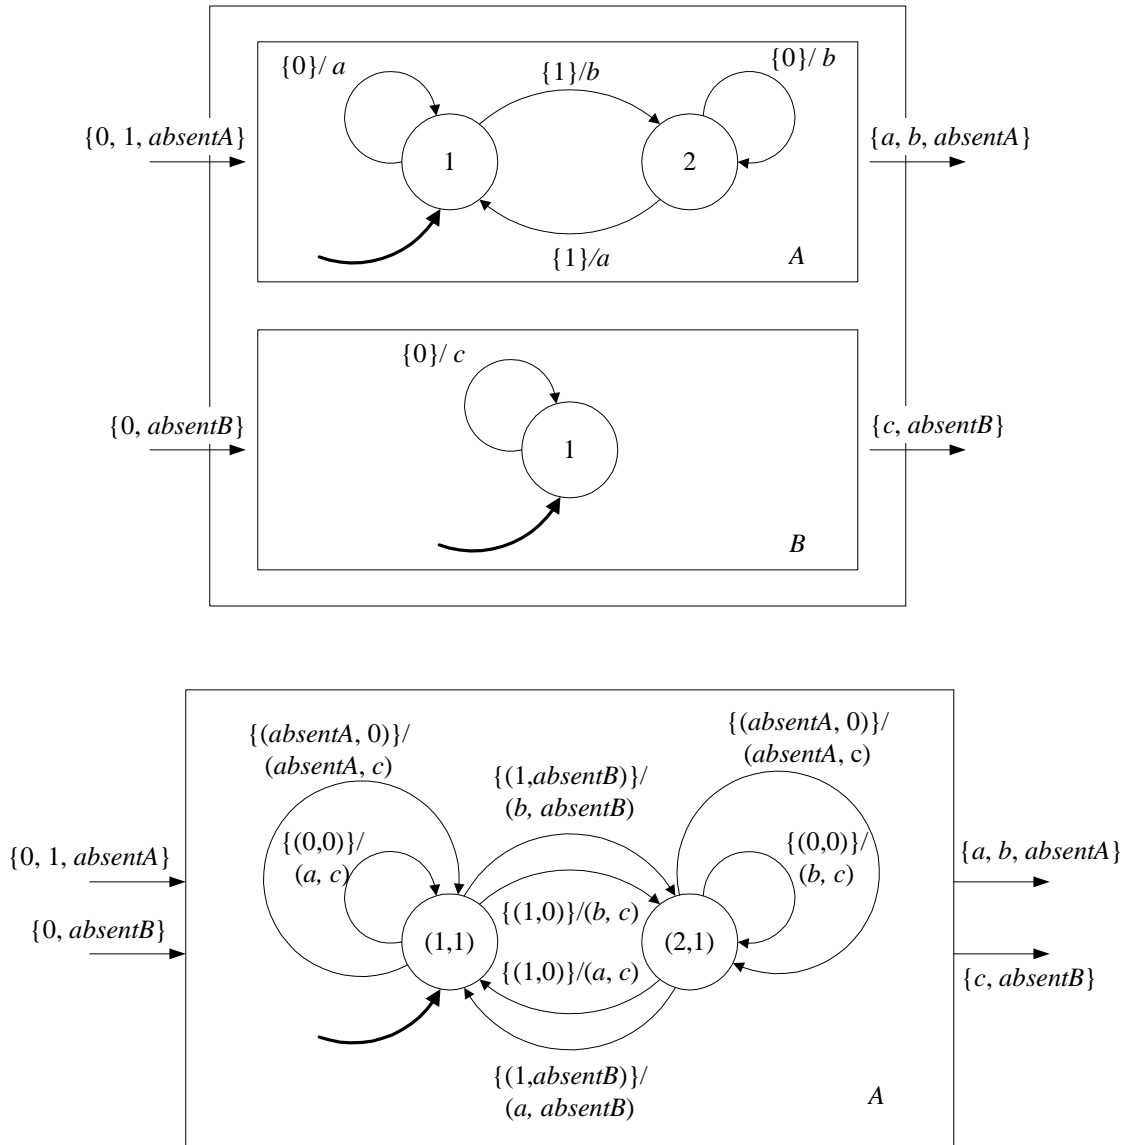 {0}/ a
{1}/b
{0}/ b
{0, 1, absentA}
{a, b, absentA}
1
2
{1}/a
A
{0}/ c
{0, absentB}
{c, absentB}
1
B
{(absentA, 0)}/
(absentA, c)
{(absentA, 0)}/
(absentA, c)
{(1,absentB)}/
(b, absentB)
{(0,0)}/
(a, c)
{(0,0)}/
(b, c)
{0, 1, absentA}
{a, b, absentA}
{(1,0)}/(b, c)
{0, absentB}
(1,1)
(2,1)
{(1,0)}/(a, c)
{c, absentB}
{(1,absentB)}/
(a, absentB)
A